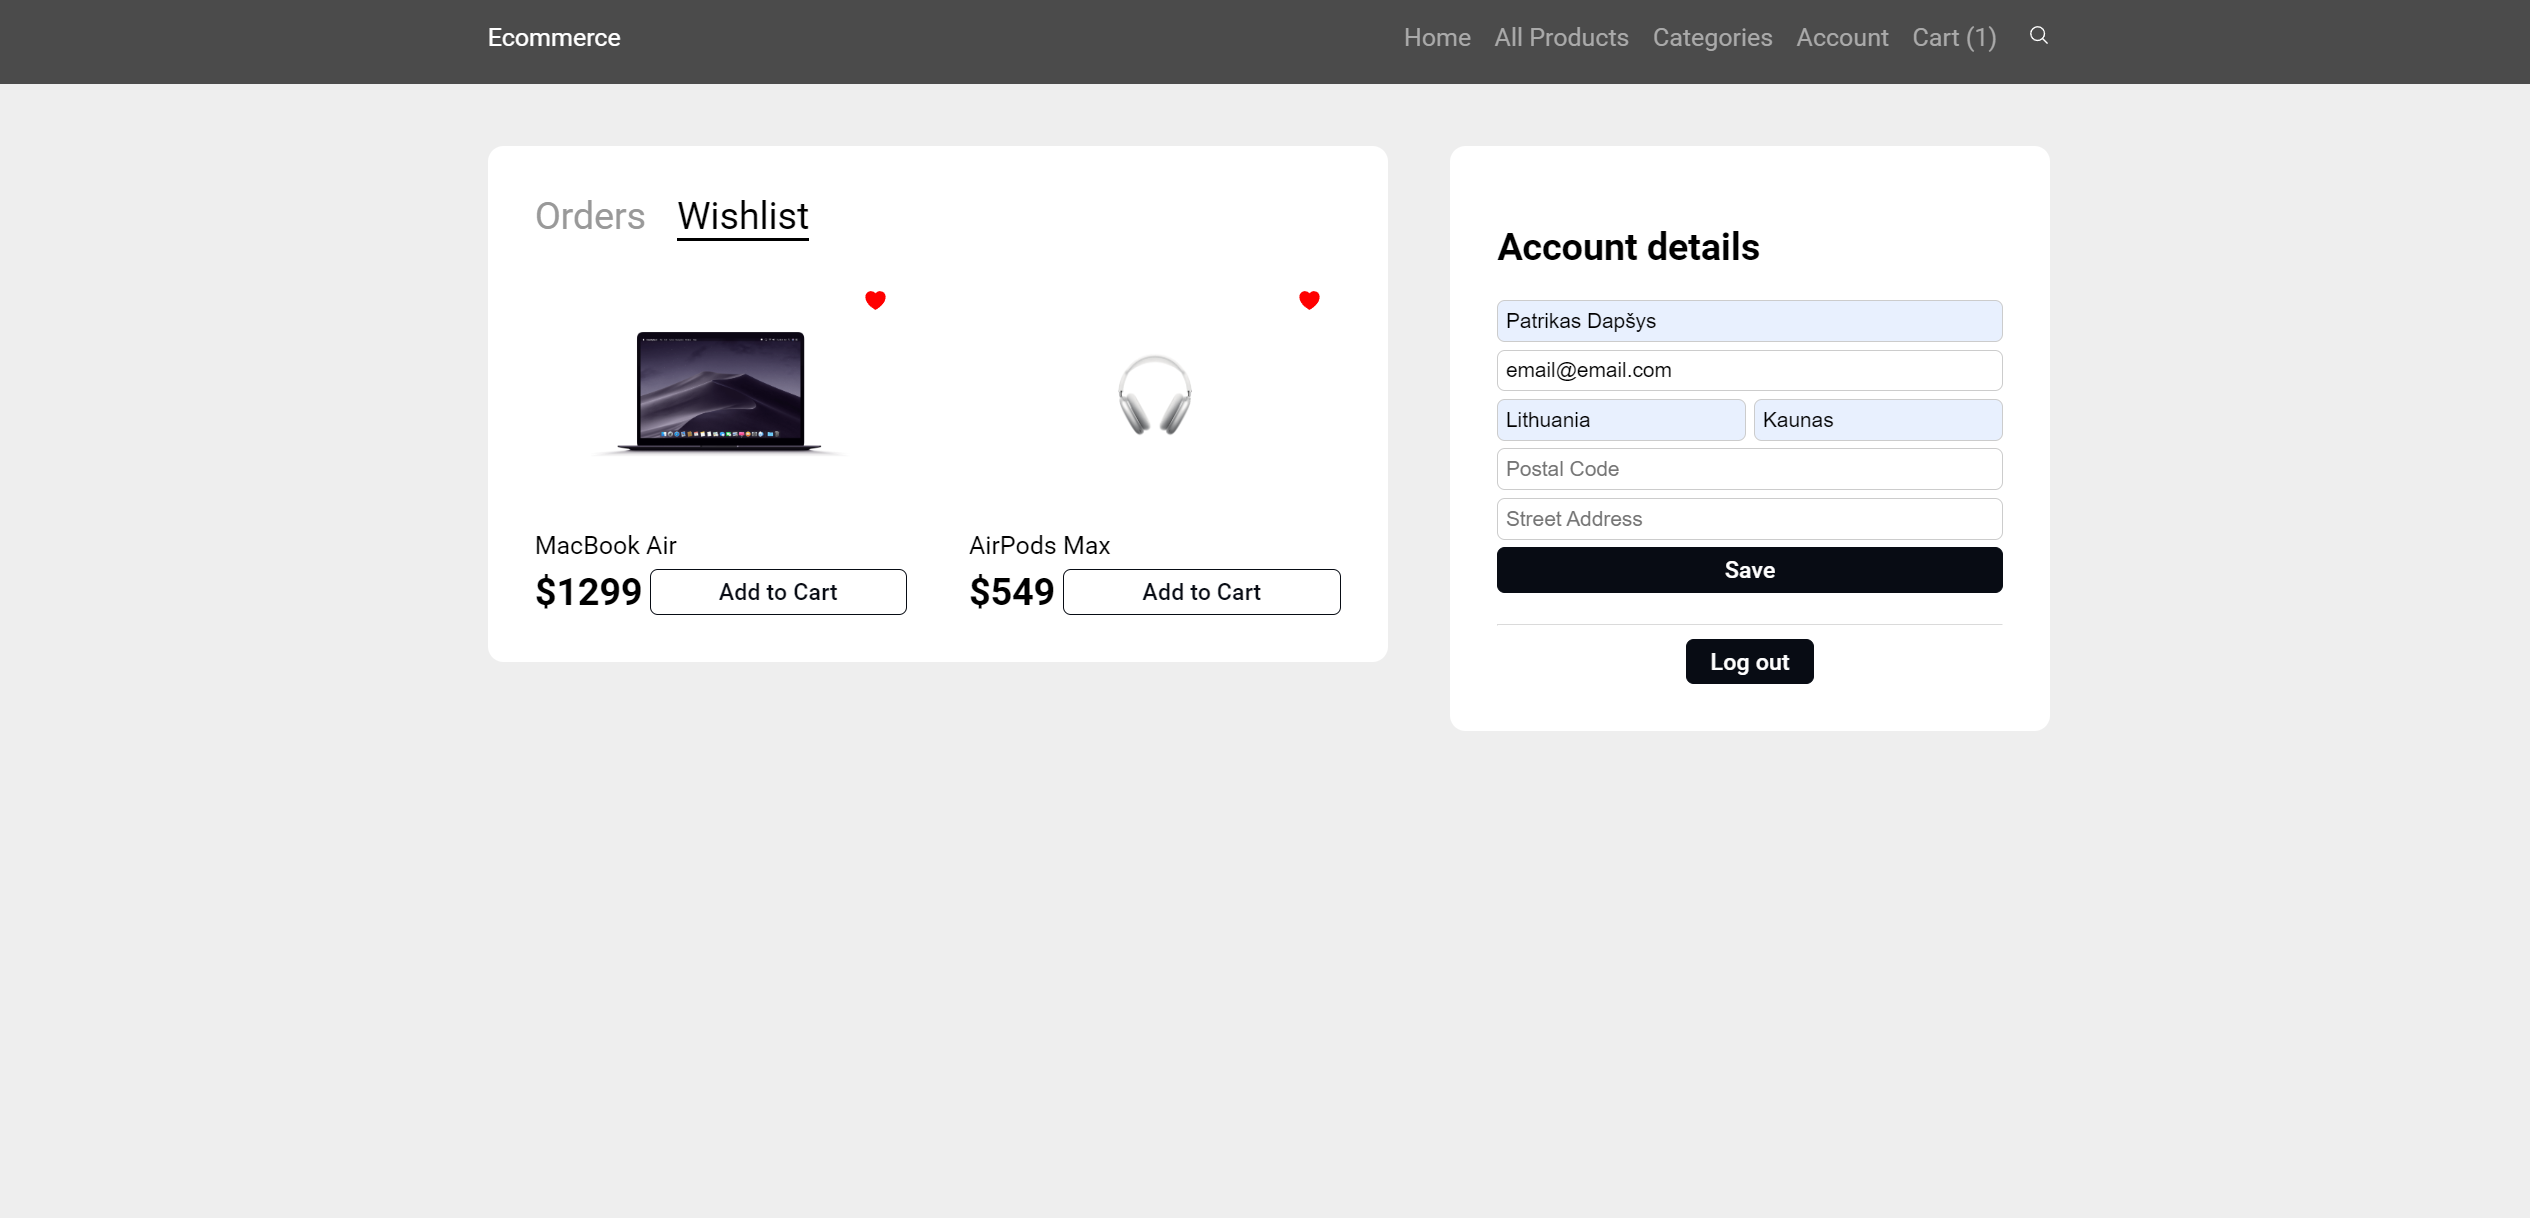 Ecommerce
Home All Products Categories Account Cart (1)
Orders Wishlist
MacBook Air
$1299 Add to Cart
AirPods Max
$549 Add to Cart
Account details
Patrikas Dapšys
email@email.com
Lithuania Kaunas
Postal Code
Street Address
Save
Log out